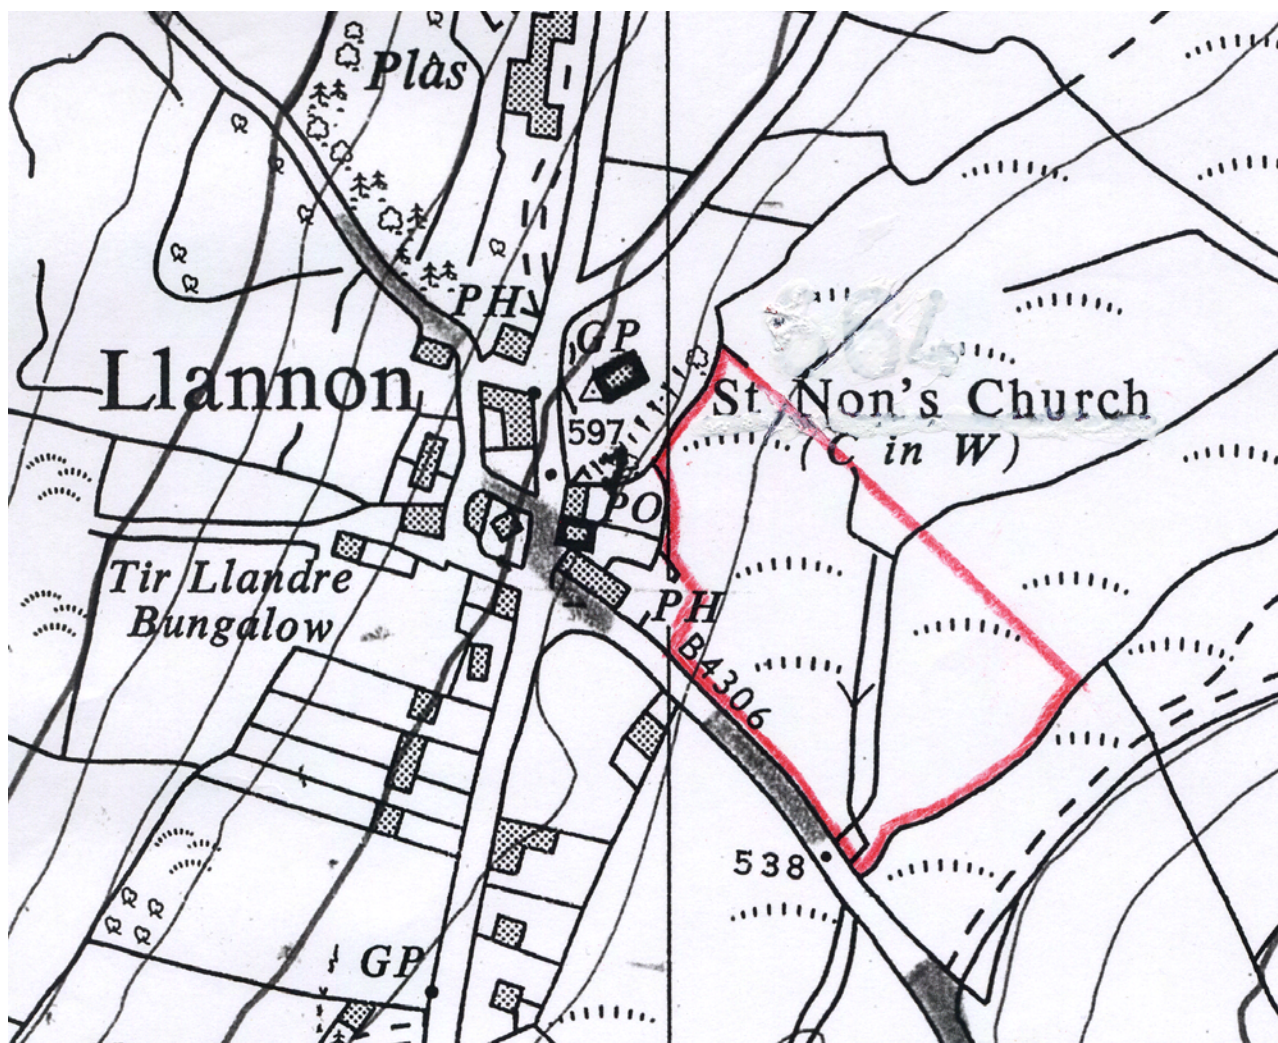 Plas
PH
GP
Llannon
St Non's Church
(C in W)
597
PO
Tir Llandre
Bungalow
PH
B4306
538
GP